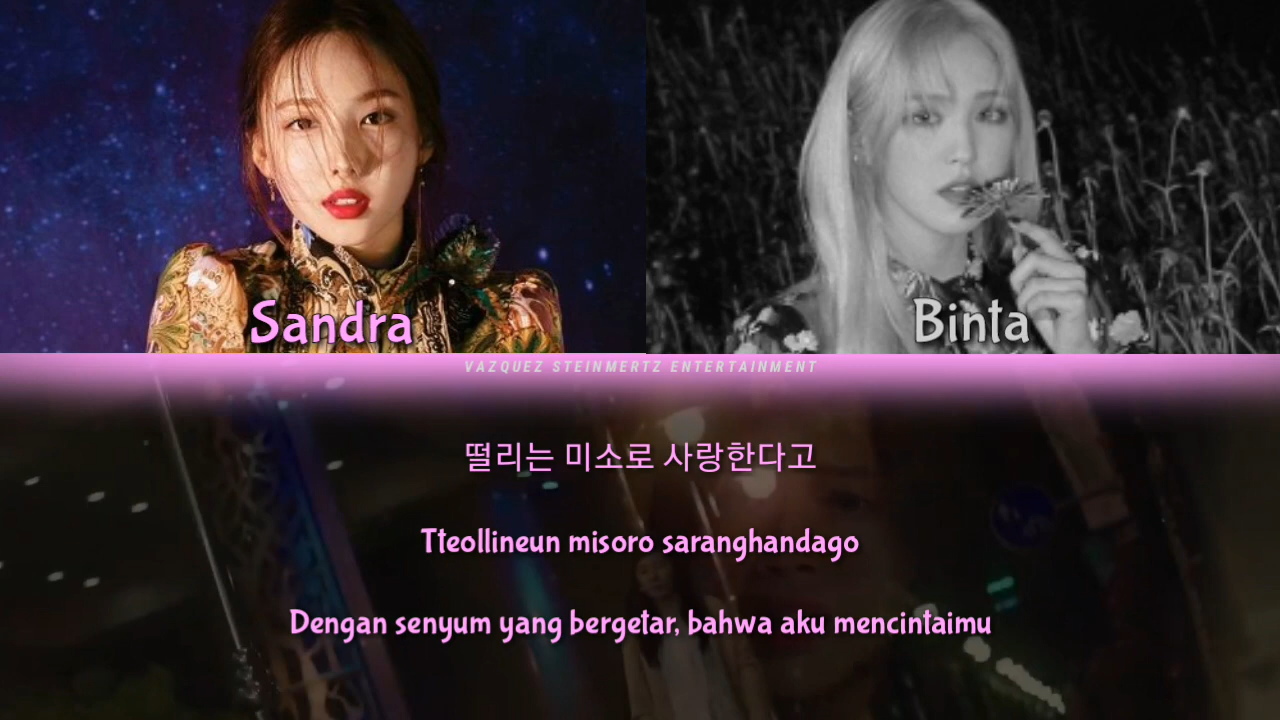 Sandra
Binta
VAZQUEZ STEINMERTZ ENTERTAINMENT
떨리는 미소로 사랑한다고
Tteollineun misoro saranghandago
Dengan senyum yang bergetar, bahwa aku mencintaimu